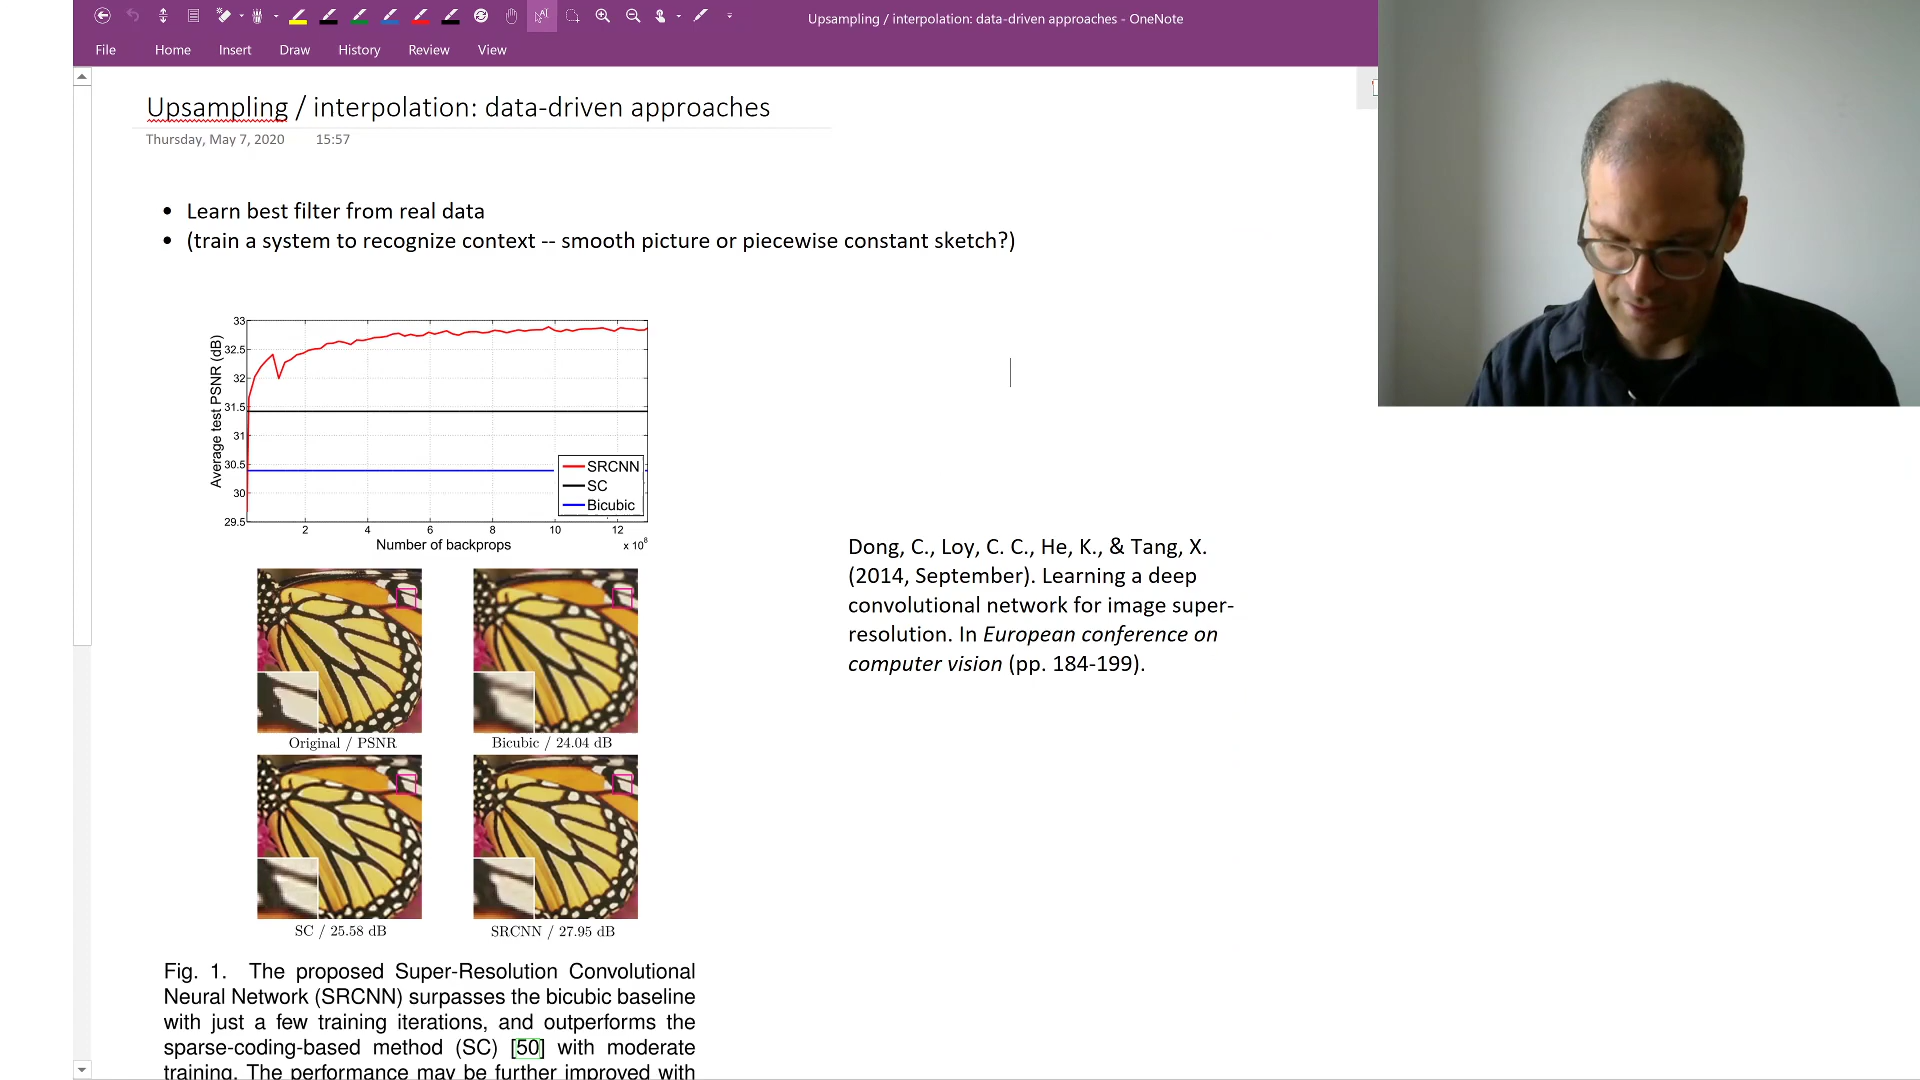 Upsampling / interpolation: data-driven approaches - OneNote
File Home Insert Draw History Review View
Upsampling / interpolation: data-driven approaches
Thursday, May 7, 2020 15:57
• Learn best filter from real data
• (train a system to recognize context -- smooth picture or piecewise constant sketch?)
33
32.5
32
31.5
31
30.5
30
29.5
Average test PSNR (dB)
SRCNN
SC
Bicubic
2 4 6 8 10 12
Number of backprops
x 10^8
Dong, C., Loy, C. C., He, K., & Tang, X.
(2014, September). Learning a deep
convolutional network for image super-
resolution. In European conference on
computer vision (pp. 184-199).
Original / PSNR
Bicubic / 24.04 dB
SC / 25.58 dB
SRCNN / 27.95 dB
Fig. 1. The proposed Super-Resolution Convolutional
Neural Network (SRCNN) surpasses the bicubic baseline
with just a few training iterations, and outperforms the
sparse-coding-based method (SC) [50] with moderate
training. The performance may be further improved with